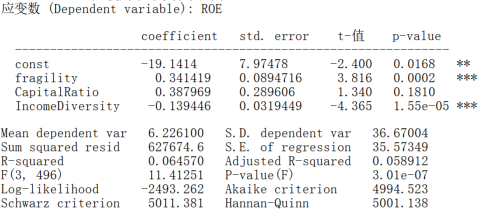 应变数 (Dependent variable): ROE
coefficient std. error t-值 p-value
const -19.1414 7.97478 -2.400 0.0168 **
fragility 0.341419 0.0894716 3.816 0.0002 ***
CapitalRatio 0.387969 0.289606 1.340 0.1810
IncomeDiversity -0.139446 0.0319449 -4.365 1.55e-05 ***
Mean dependent var 6.226100 S.D. dependent var 36.67004
Sum squared resid 627674.6 S.E. of regression 35.57349
R-squared 0.064570 Adjusted R-squared 0.058912
F(3, 496) 11.41251 P-value(F) 3.01e-07
Log-likelihood -2493.262 Akaike criterion 4994.523
Schwarz criterion 5011.381 Hannan-Quinn 5001.138